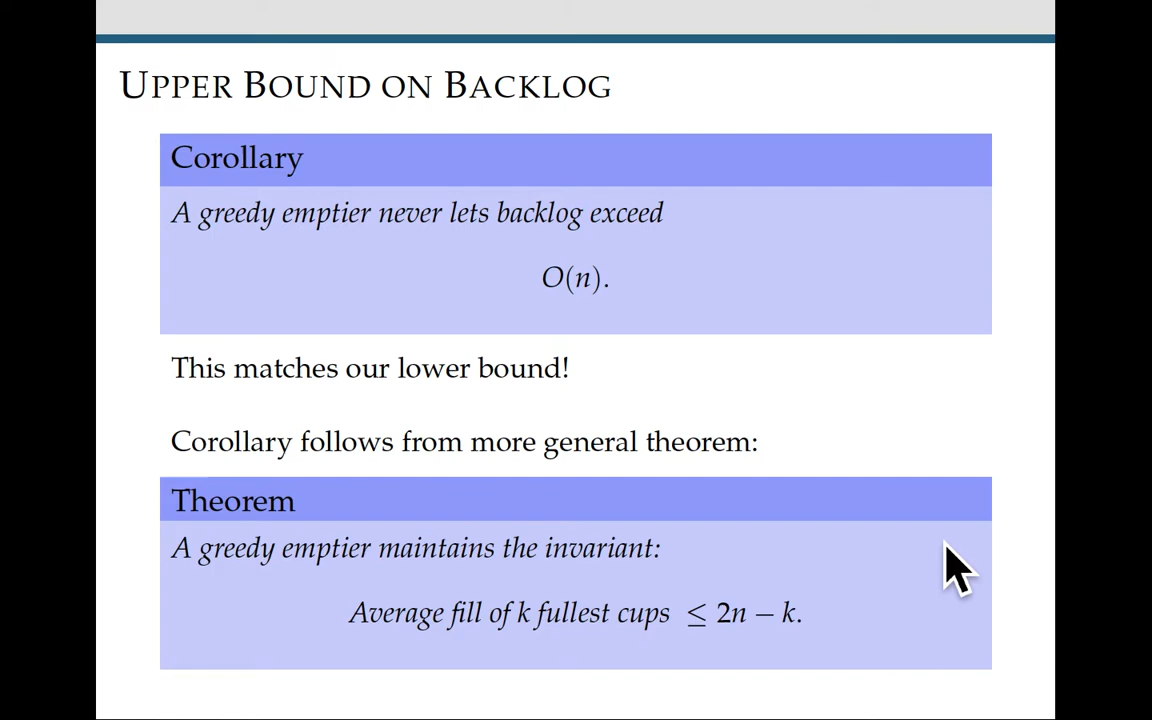 UPPER BOUND ON BACKLOG
Corollary
A greedy emptier never lets backlog exceed
O(n).
This matches our lower bound!
Corollary follows from more general theorem:
Theorem
A greedy emptier maintains the invariant:
Average fill of k fullest cups ≤ 2n − k.